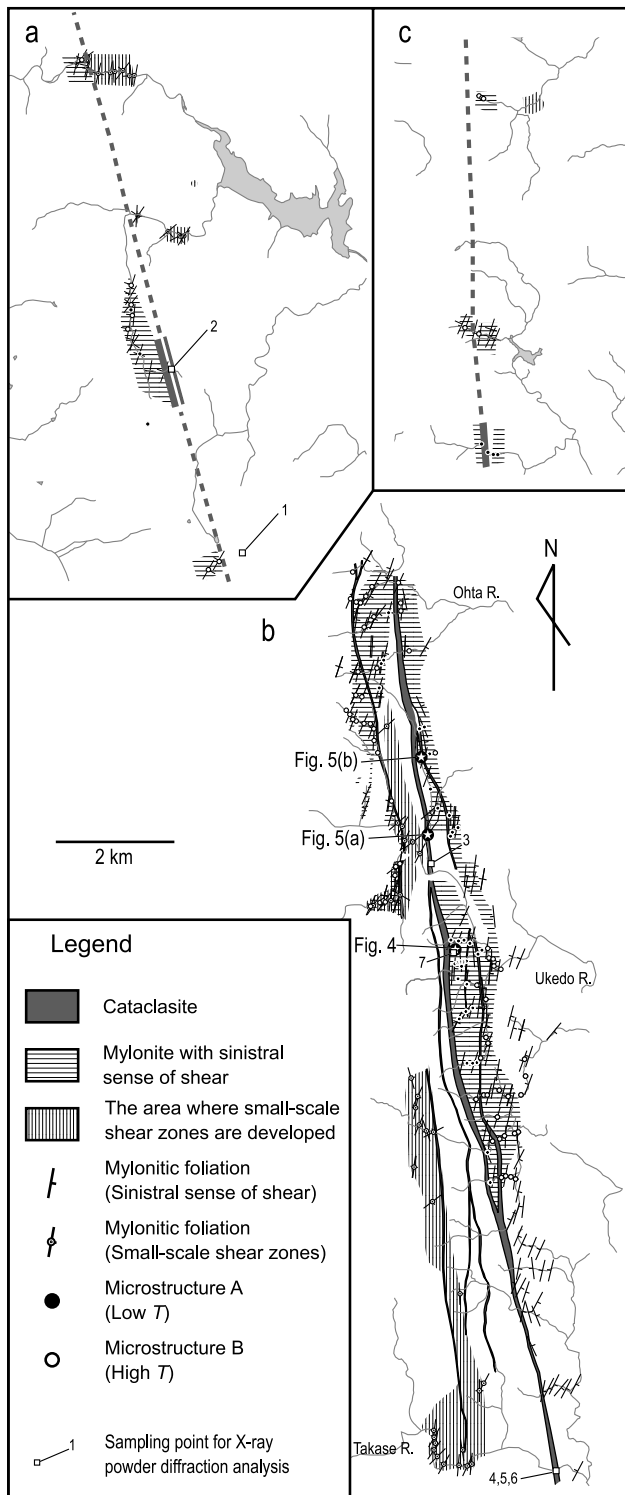 a
c
2
1
N
b
Ohta R.
Fig. 5(b)
Fig. 5(a)
3
2 km
Fig. 4
7
Ukedo R.
Takase R.
4,5,6
Legend
Cataclasite
Mylonite with sinistral
sense of shear
The area where small-scale
shear zones are developed
Mylonitic foliation
(Sinistral sense of shear)
Mylonitic foliation
(Small-scale shear zones)
Microstructure A
(Low T)
Microstructure B
(High T)
1
Sampling point for X-ray
powder diffraction analysis